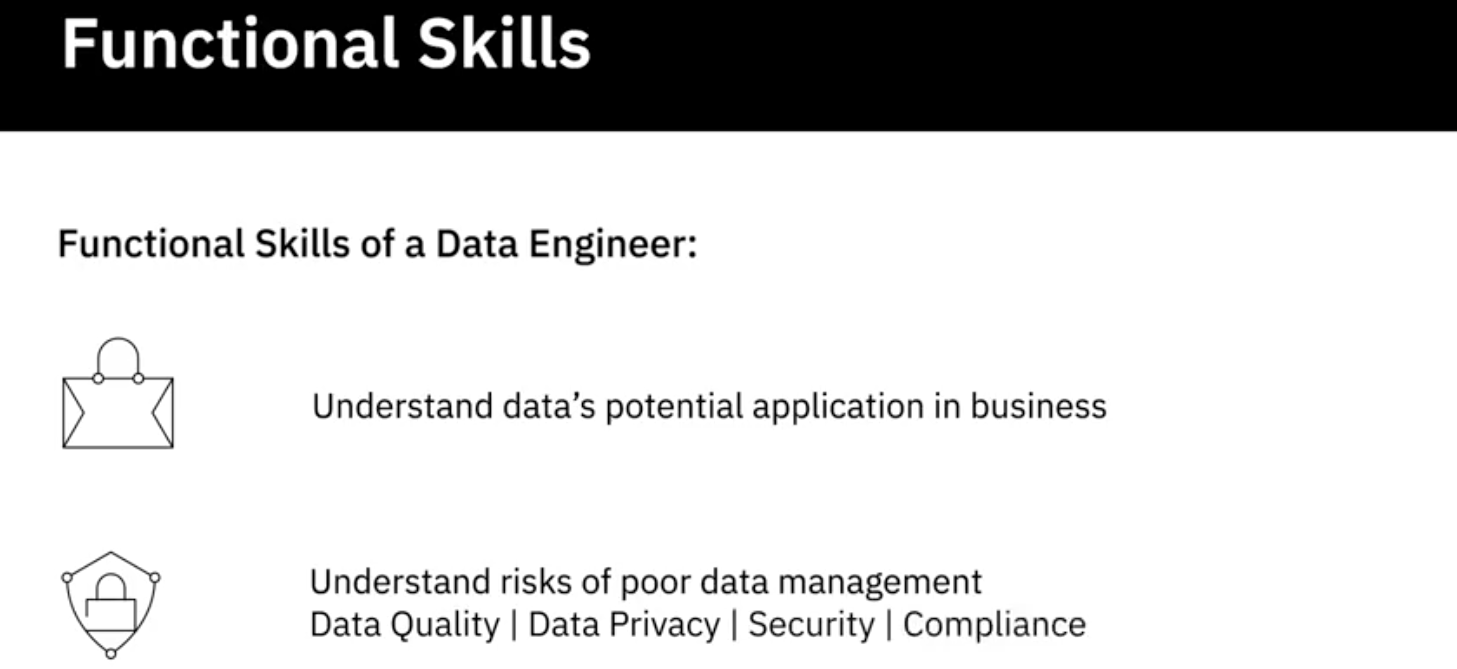 Functional Skills
Functional Skills of a Data Engineer:
Understand data’s potential application in business
Understand risks of poor data management
Data Quality | Data Privacy | Security | Compliance